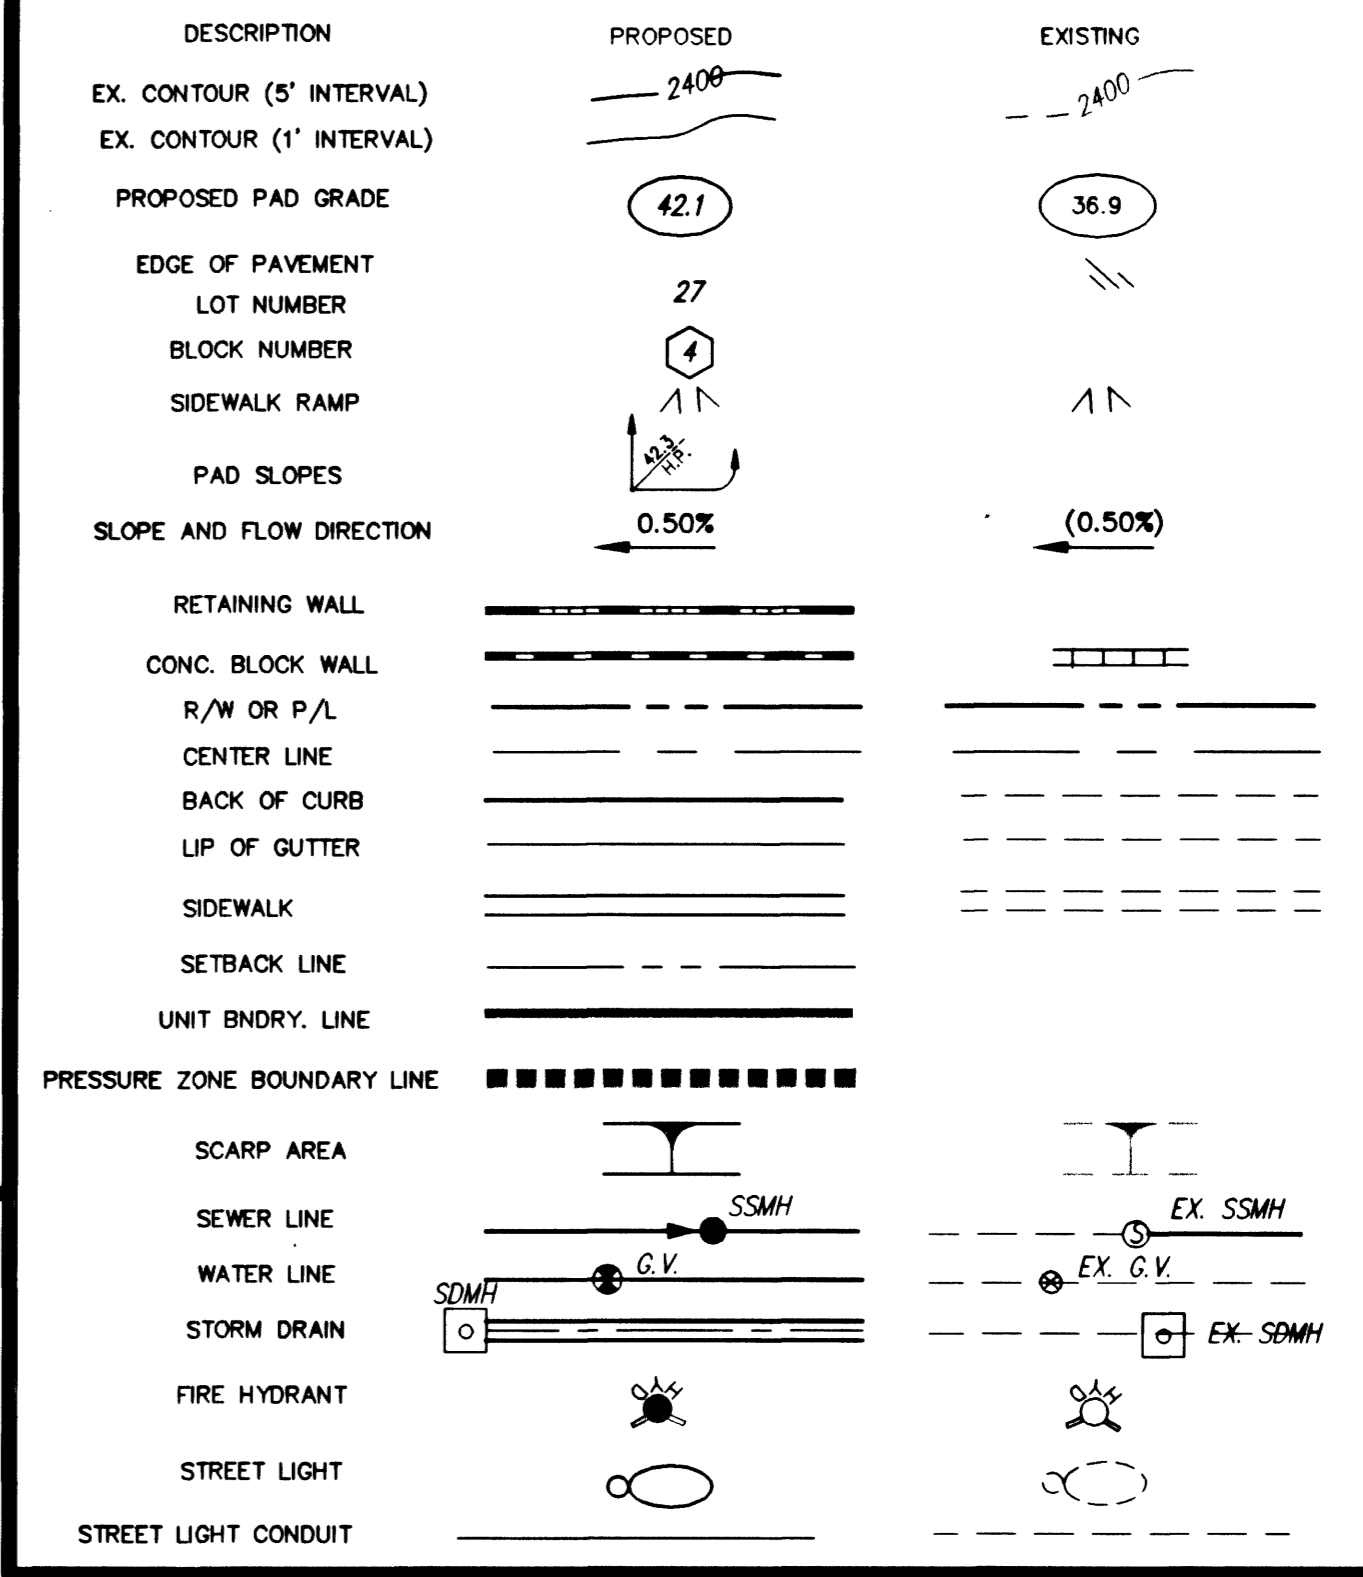 DESCRIPTION PROPOSED EXISTING
EX. CONTOUR (5' INTERVAL) 2400 2400
EX. CONTOUR (1' INTERVAL)
PROPOSED PAD GRADE 42.1 36.9
EDGE OF PAVEMENT
LOT NUMBER 27
BLOCK NUMBER 4
SIDEWALK RAMP
PAD SLOPES 42.3 H.P.
SLOPE AND FLOW DIRECTION 0.50% (0.50%)
RETAINING WALL
CONC. BLOCK WALL
R/W OR P/L
CENTER LINE
BACK OF CURB
LIP OF GUTTER
SIDEWALK
SETBACK LINE
UNIT BNDRY. LINE
PRESSURE ZONE BOUNDARY LINE
SCARP AREA
SEWER LINE SSMH S EX. SSMH
WATER LINE G.V. EX. G.V.
SDMH
STORM DRAIN EX. SDMH
FIRE HYDRANT HYD HYD
STREET LIGHT
STREET LIGHT CONDUIT